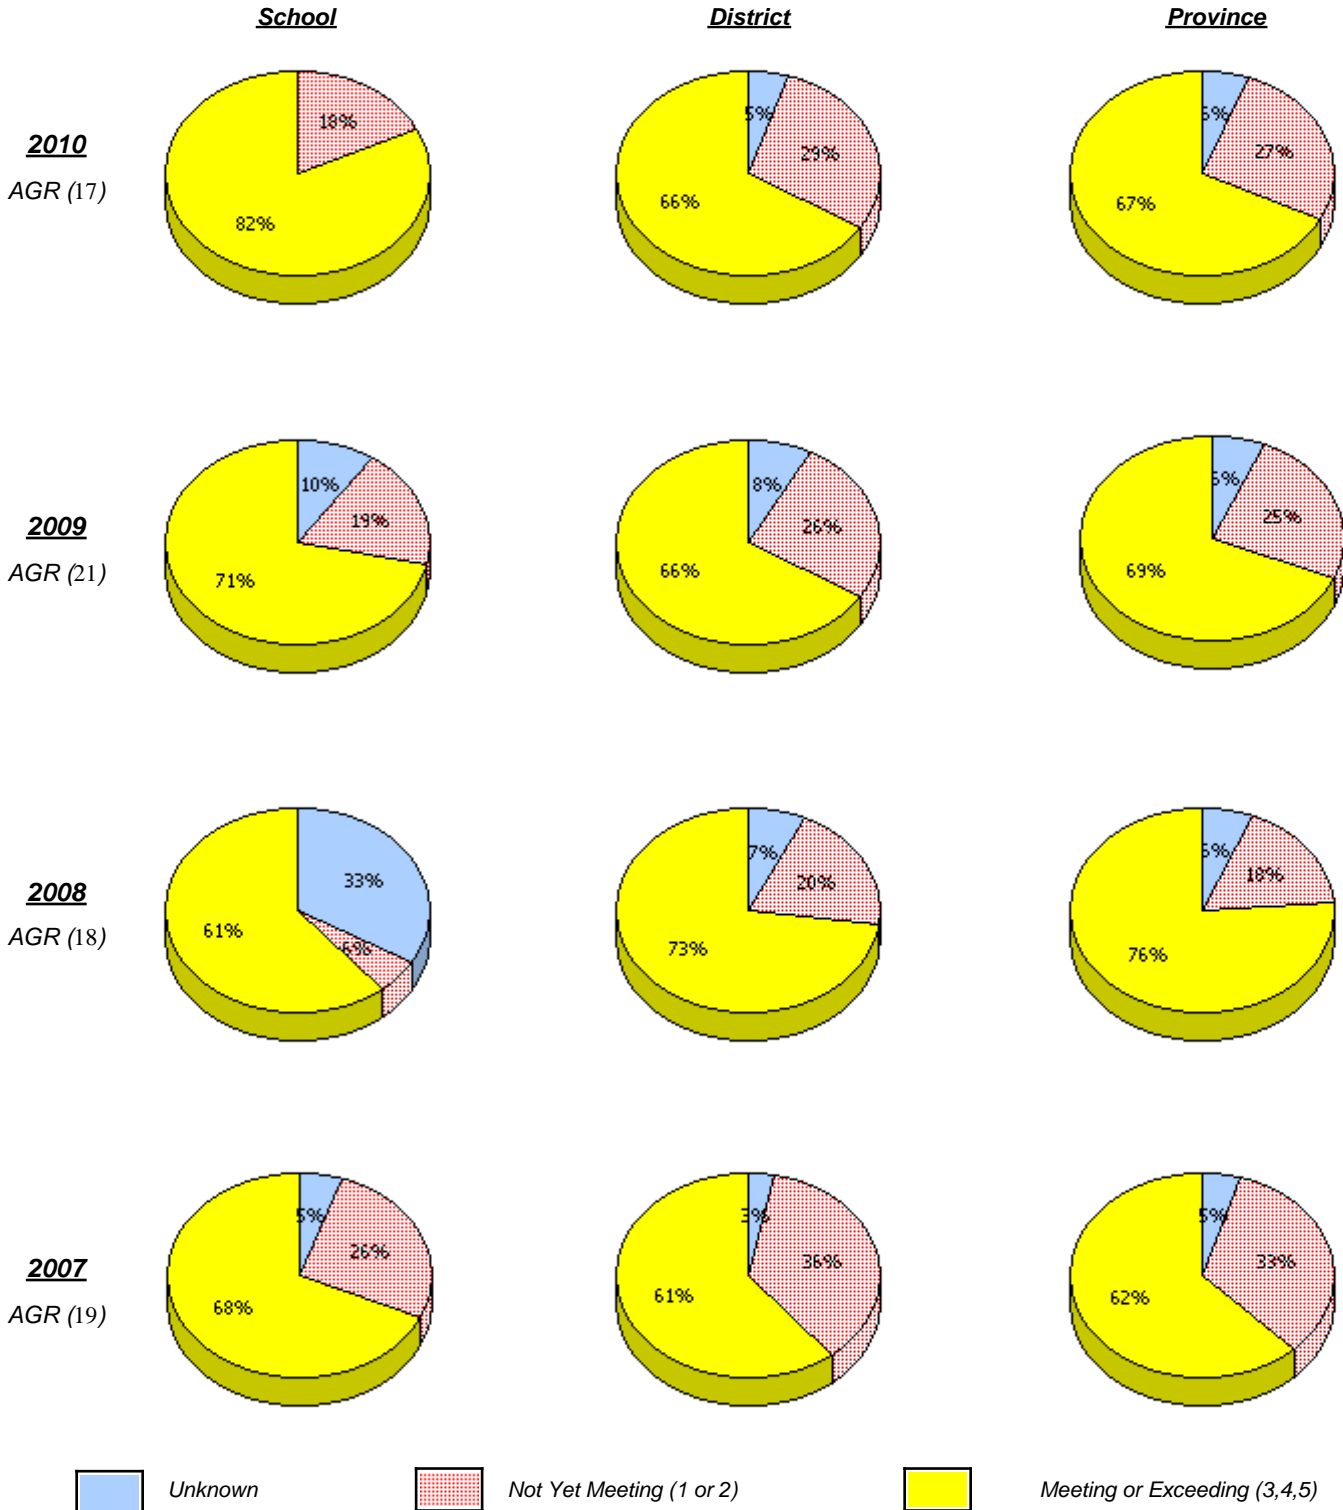 School District Province
2010
AGR (17)
18% 82%
5% 29% 66%
27% 67%
2009
AGR (21)
10% 19% 71%
8% 26% 66%
25% 69%
2008
AGR (18)
33% 6% 61%
7% 20% 73%
18% 76%
2007
AGR (19)
5% 26% 68%
3% 36% 61%
5% 33% 62%
Unknown Not Yet Meeting (1 or 2) Meeting or Exceeding (3,4,5)